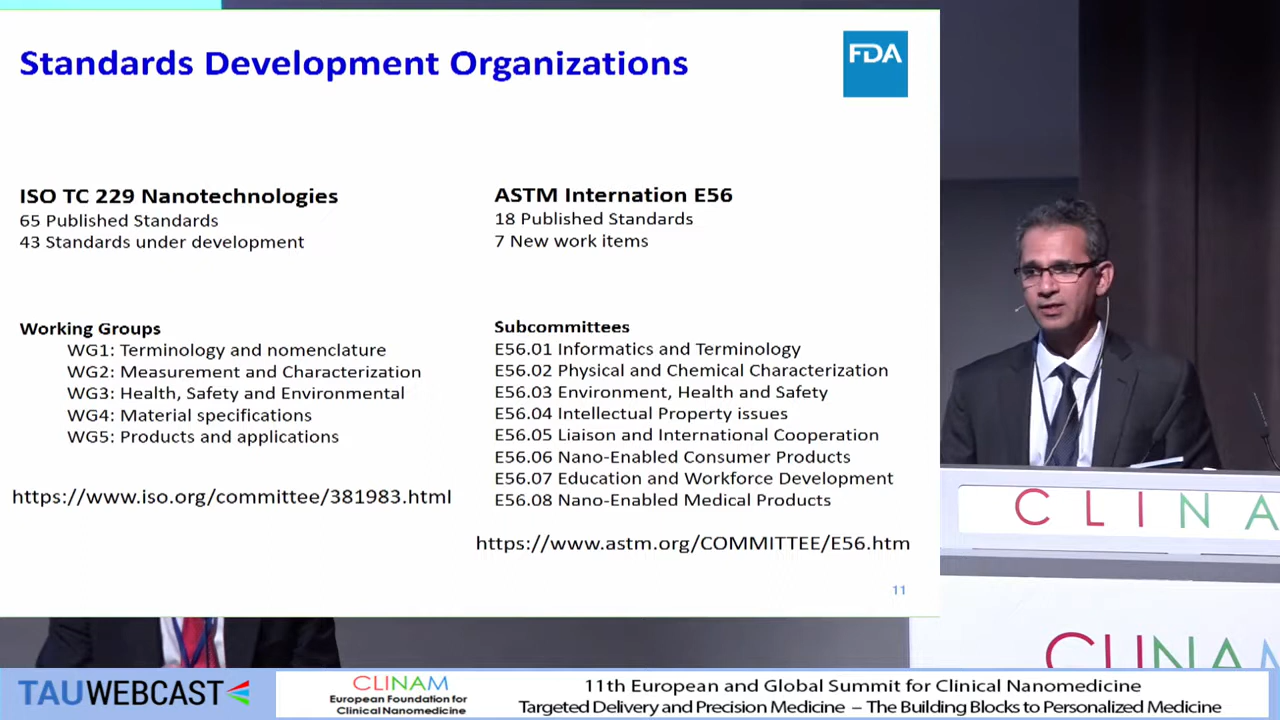 Standards Development Organizations
FDA
ISO TC 229 Nanotechnologies
65 Published Standards
43 Standards under development
Working Groups
WG1: Terminology and nomenclature
WG2: Measurement and Characterization
WG3: Health, Safety and Environmental
WG4: Material specifications
WG5: Products and applications
https://www.iso.org/committee/381983.html
ASTM Internation E56
18 Published Standards
7 New work items
Subcommittees
E56.01 Informatics and Terminology
E56.02 Physical and Chemical Characterization
E56.03 Environment, Health and Safety
E56.04 Intellectual Property issues
E56.05 Liaison and International Cooperation
E56.06 Nano-Enabled Consumer Products
E56.07 Education and Workforce Development
E56.08 Nano-Enabled Medical Products
https://www.astm.org/COMMITTEE/E56.htm
11
CLINA
CLINAM
TAUWEBCAST
CLINAM
European Foundation for
Clinical Nanomedicine
11th European and Global Summit for Clinical Nanomedicine
Targeted Delivery and Precision Medicine – The Building Blocks to Personalized Medicine